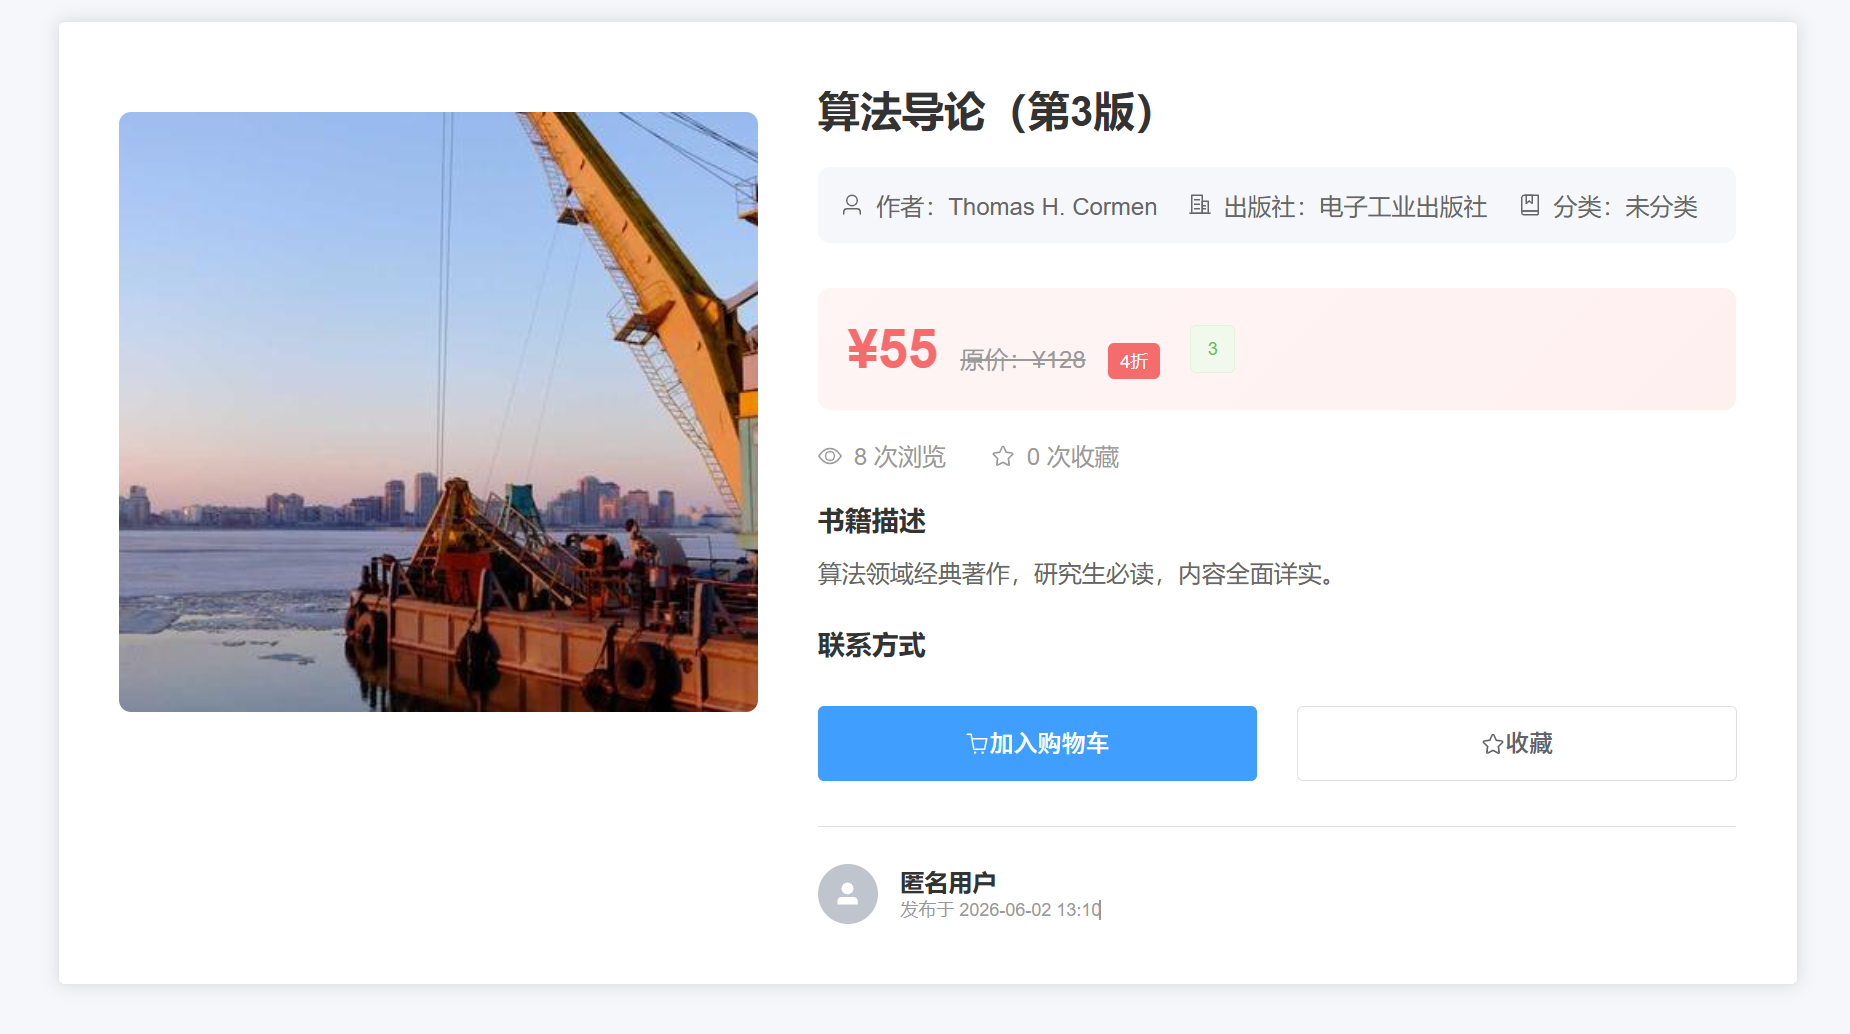 算法导论（第3版）
作者：Thomas H. Cormen 出版社：电子工业出版社 分类：未分类
¥55 原价：¥128 4折 3
8 次浏览 0 次收藏
书籍描述
算法领域经典著作，研究生必读，内容全面详实。
联系方式
加入购物车 收藏
匿名用户
发布于 2026-06-02 13:10